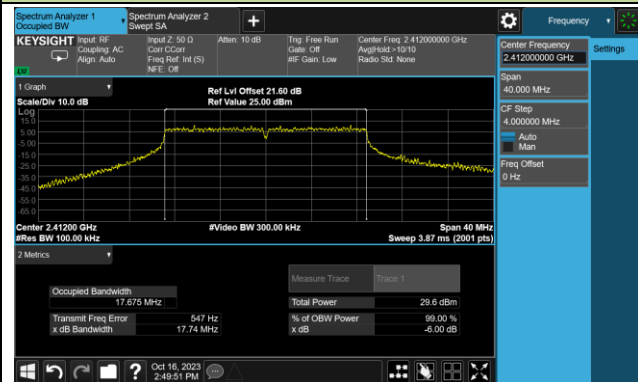 Spectrum Analyzer 1
Occupied BW
Spectrum Analyzer 2
Swept SA
Frequency
KEYSIGHT
Input: RF
Coupling: AC
Align: Auto
Input Z: 50 Ω
Corr CCorr
Freq Ref: Int (S)
NFE: Off
Atten: 10 dB
Trig: Free Run
Gate: Off
#IF Gain: Low
Center Freq: 2.412000000 GHz
Avg|Hold:>10/10
Radio Std: None
Center Frequency
2.412000000 GHz
Settings
Span
40.000 MHz
CF Step
4.000000 MHz
Auto
Man
Freq Offset
0 Hz
1 Graph
Scale/Div 10.0 dB
Ref Lvl Offset 21.60 dB
Ref Value 25.00 dBm
Log
15.0
5.00
-5.00
-15.0
-25.0
-35.0
-45.0
-55.0
-65.0
Center 2.41200 GHz
#Res BW 100.00 kHz
#Video BW 300.00 kHz
Span 40 MHz
Sweep 3.87 ms (2001 pts)
2 Metrics
Measure Trace
Trace 1
Occupied Bandwidth
17.675 MHz
Total Power
29.6 dBm
Transmit Freq Error
547 Hz
% of OBW Power
99.00 %
x dB Bandwidth
17.74 MHz
x dB
-6.00 dB
Oct 16, 2023
2:49:51 PM